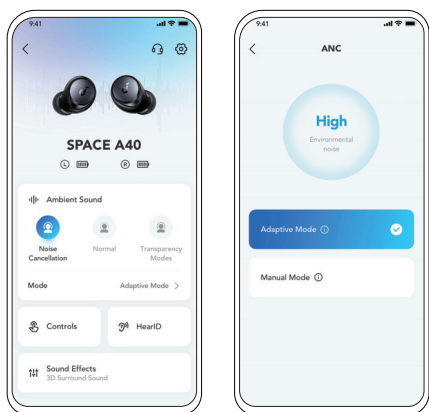 9:41
SPACE A40
L R
Ambient Sound
Noise
Cancellation
Normal
Transparency
Modes
Mode Adaptive Mode
Controls
HearID
Sound Effects
3D Surround Sound
9:41
ANC
High
Environmental
noise
Adaptive Mode
Manual Mode